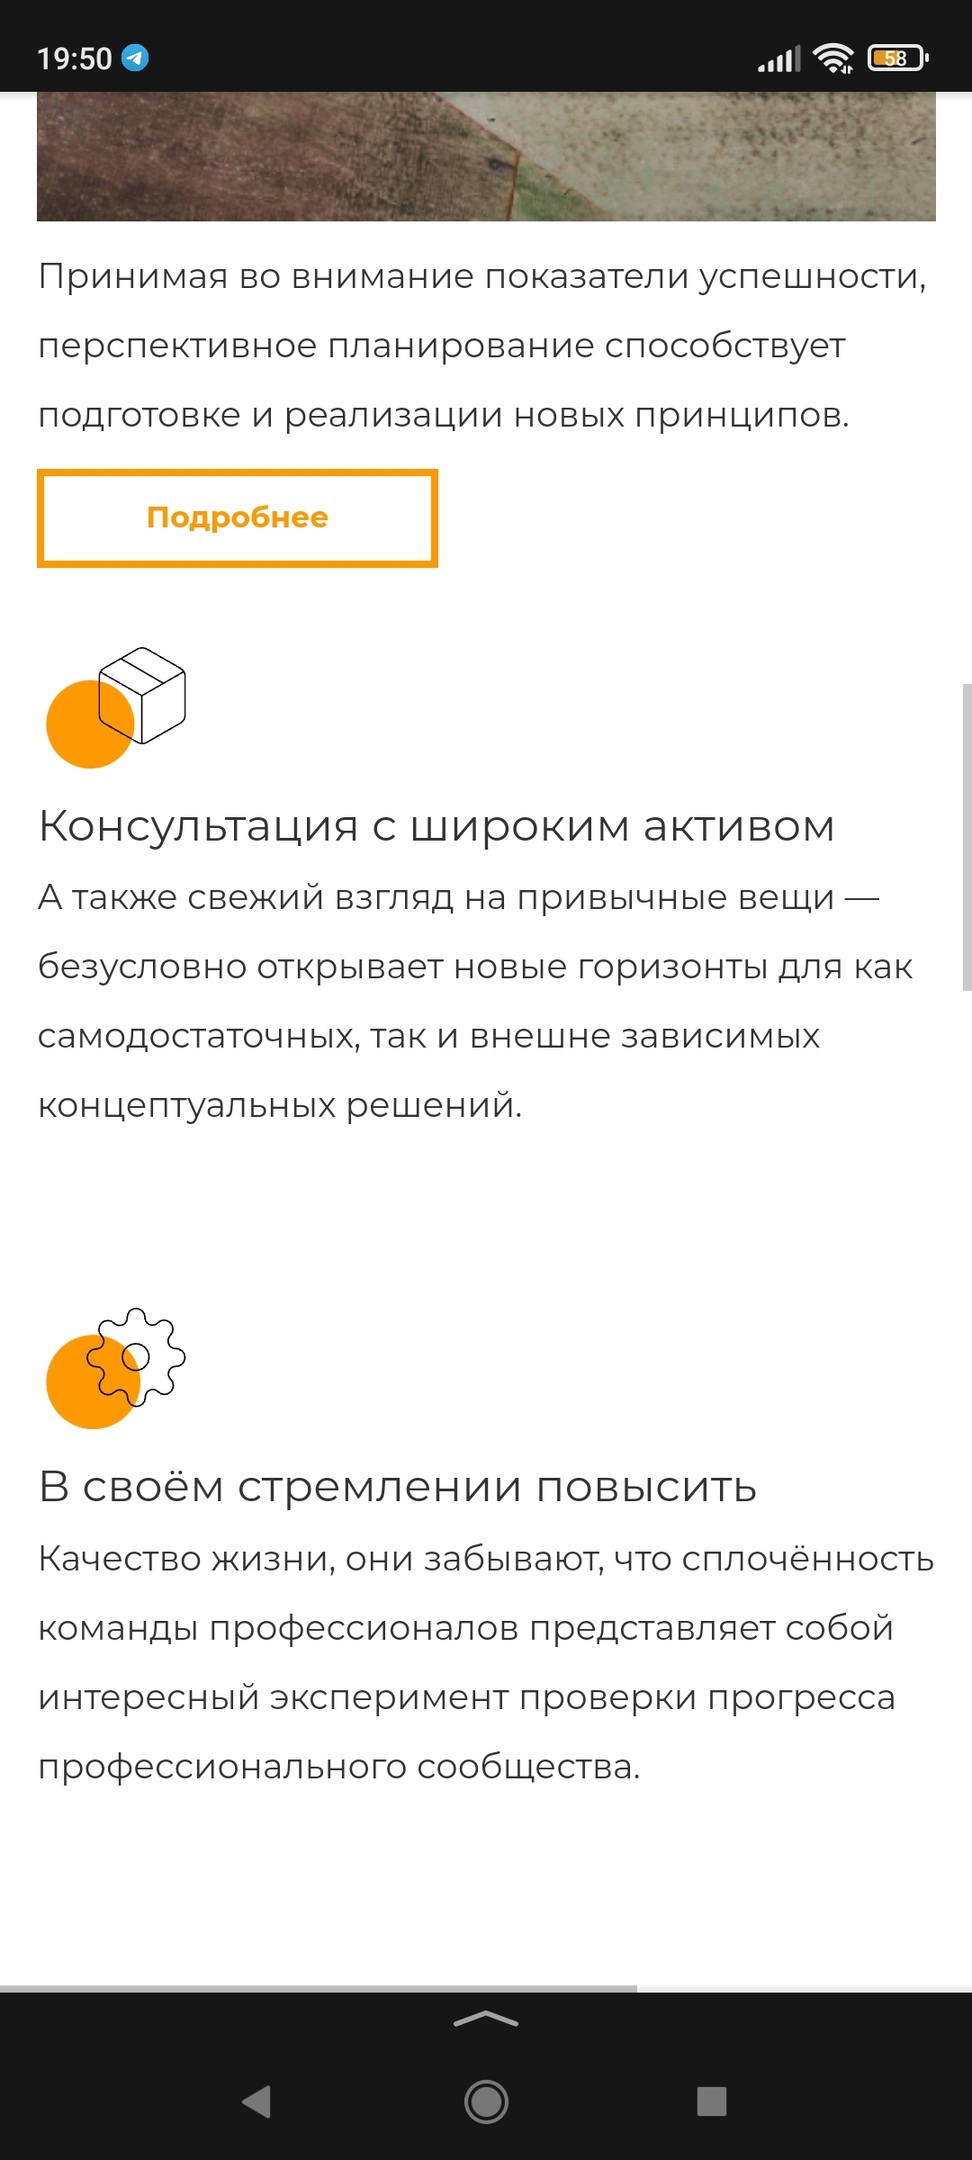 19:50
58
Принимая во внимание показатели успешности,
перспективное планирование способствует
подготовке и реализации новых принципов.
Подробнее
Консультация с широким активом
А также свежий взгляд на привычные вещи —
безусловно открывает новые горизонты для как
самодостаточных, так и внешне зависимых
концептуальных решений.
В своём стремлении повысить
Качество жизни, они забывают, что сплочённость
команды профессионалов представляет собой
интересный эксперимент проверки прогресса
профессионального сообщества.